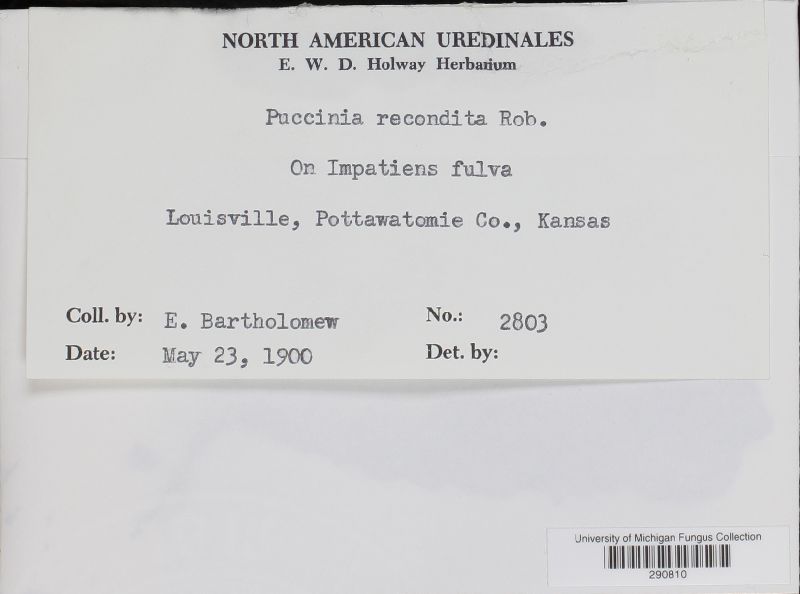 NORTH AMERICAN UREDINALES
E. W. D. Holway Herbarium
Puccinia recondita Rob.
On Impatiens fulva
Louisville, Pottawatomie Co., Kansas
Coll. by: E. Bartholomew No.: 2803
Date: May 23, 1900 Det. by:
University of Michigan Fungus Collection
290810